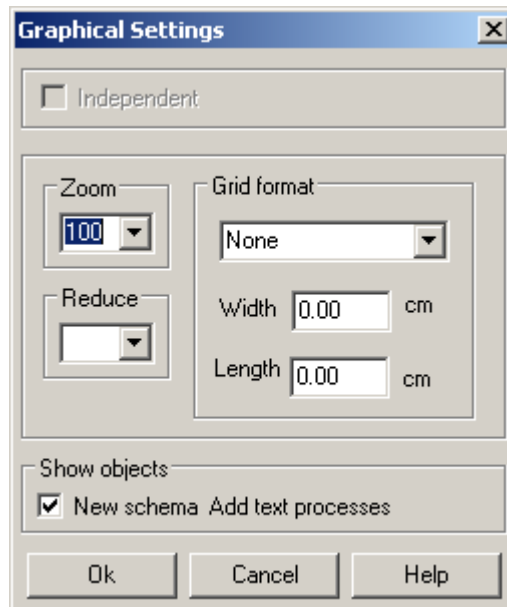 Graphical Settings
Independent
Zoom
100
Reduce
Grid format
None
Width 0.00 cm
Length 0.00 cm
Show objects
New schema Add text processes
Ok Cancel Help